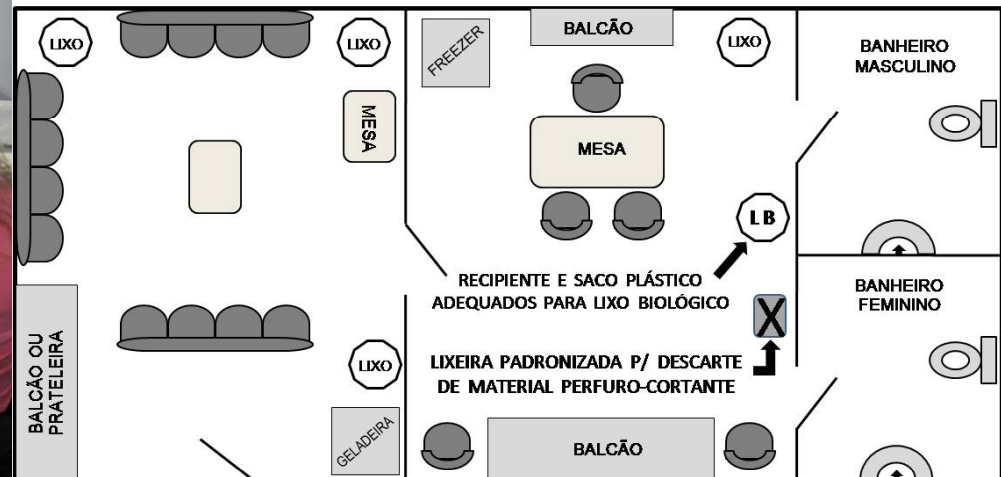 LIXO
LIXO
FREEZER
BALCÃO
LIXO
BANHEIRO
MASCULINO
MESA
MESA
LB
RECIPIENTE E SACO PLÁSTICO
ADEQUADOS PARA LIXO BIOLÓGICO
BANHEIRO
FEMININO
X
BALCÃO OU
PRATELEIRA
LIXO
LIXEIRA PADRONIZADA P/ DESCARTE
DE MATERIAL PERFURO-CORTANTE
GELADEIRA
BALCÃO